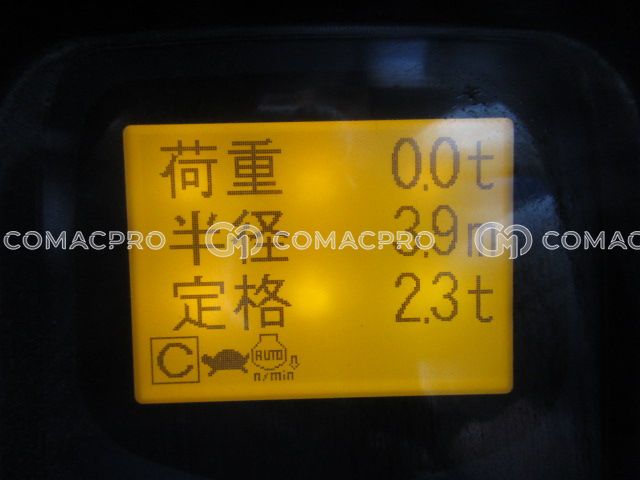 荷重 0.0t
半径 3.9m
COMACPRO COMACPRO COMAC
定格 2.3t
C AUTO
n/min